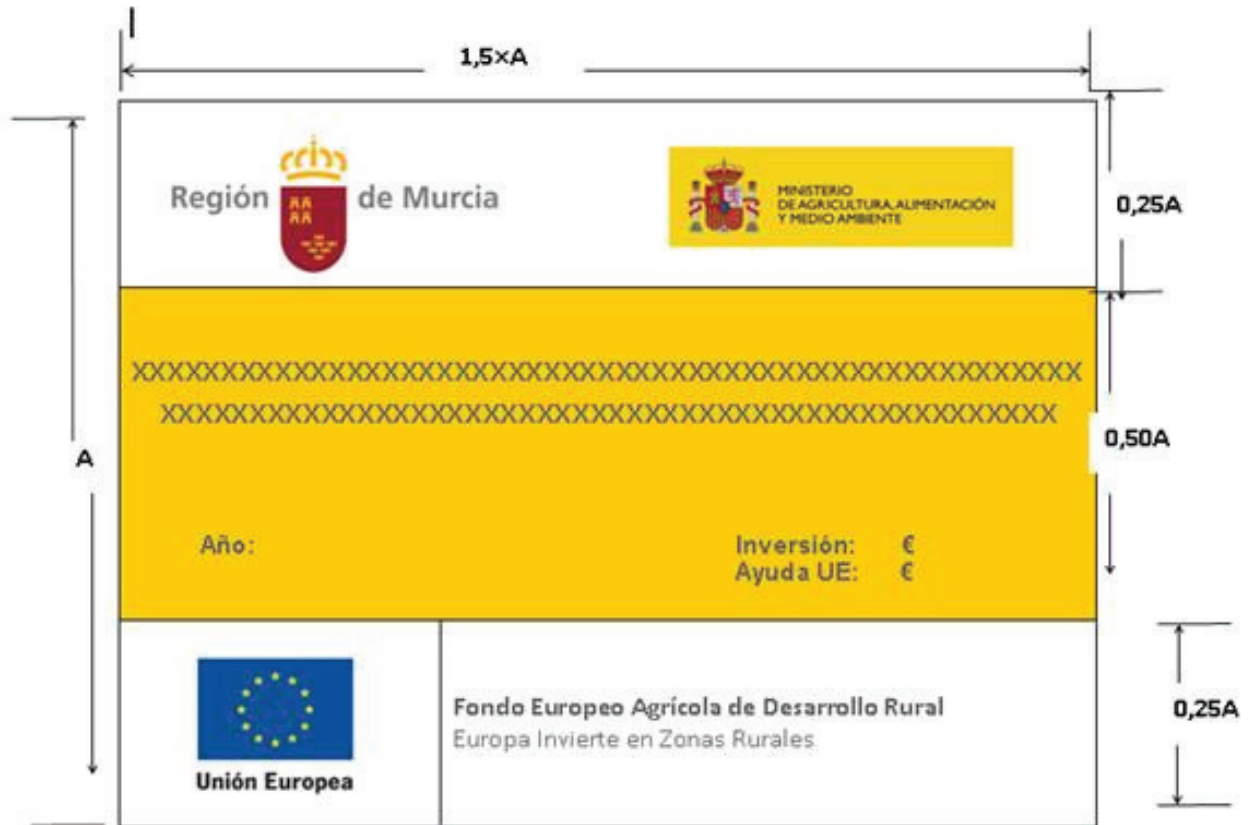 1,5×A
Región de Murcia
MINISTERIO
DE AGRICULTURA, ALIMENTACIÓN
Y MEDIO AMBIENTE
0,25A
XXXXXXXXXXXXXXXXXXXXXXXXXXXXXXXXXXXXXXXXXXXXXXXXXXXX
XXXXXXXXXXXXXXXXXXXXXXXXXXXXXXXXXXXXXXXXXXXXXXXXX
A
0,50A
Año:
Inversión: €
Ayuda UE: €
Fondo Europeo Agrícola de Desarrollo Rural
Europa Invierte en Zonas Rurales
0,25A
Unión Europea